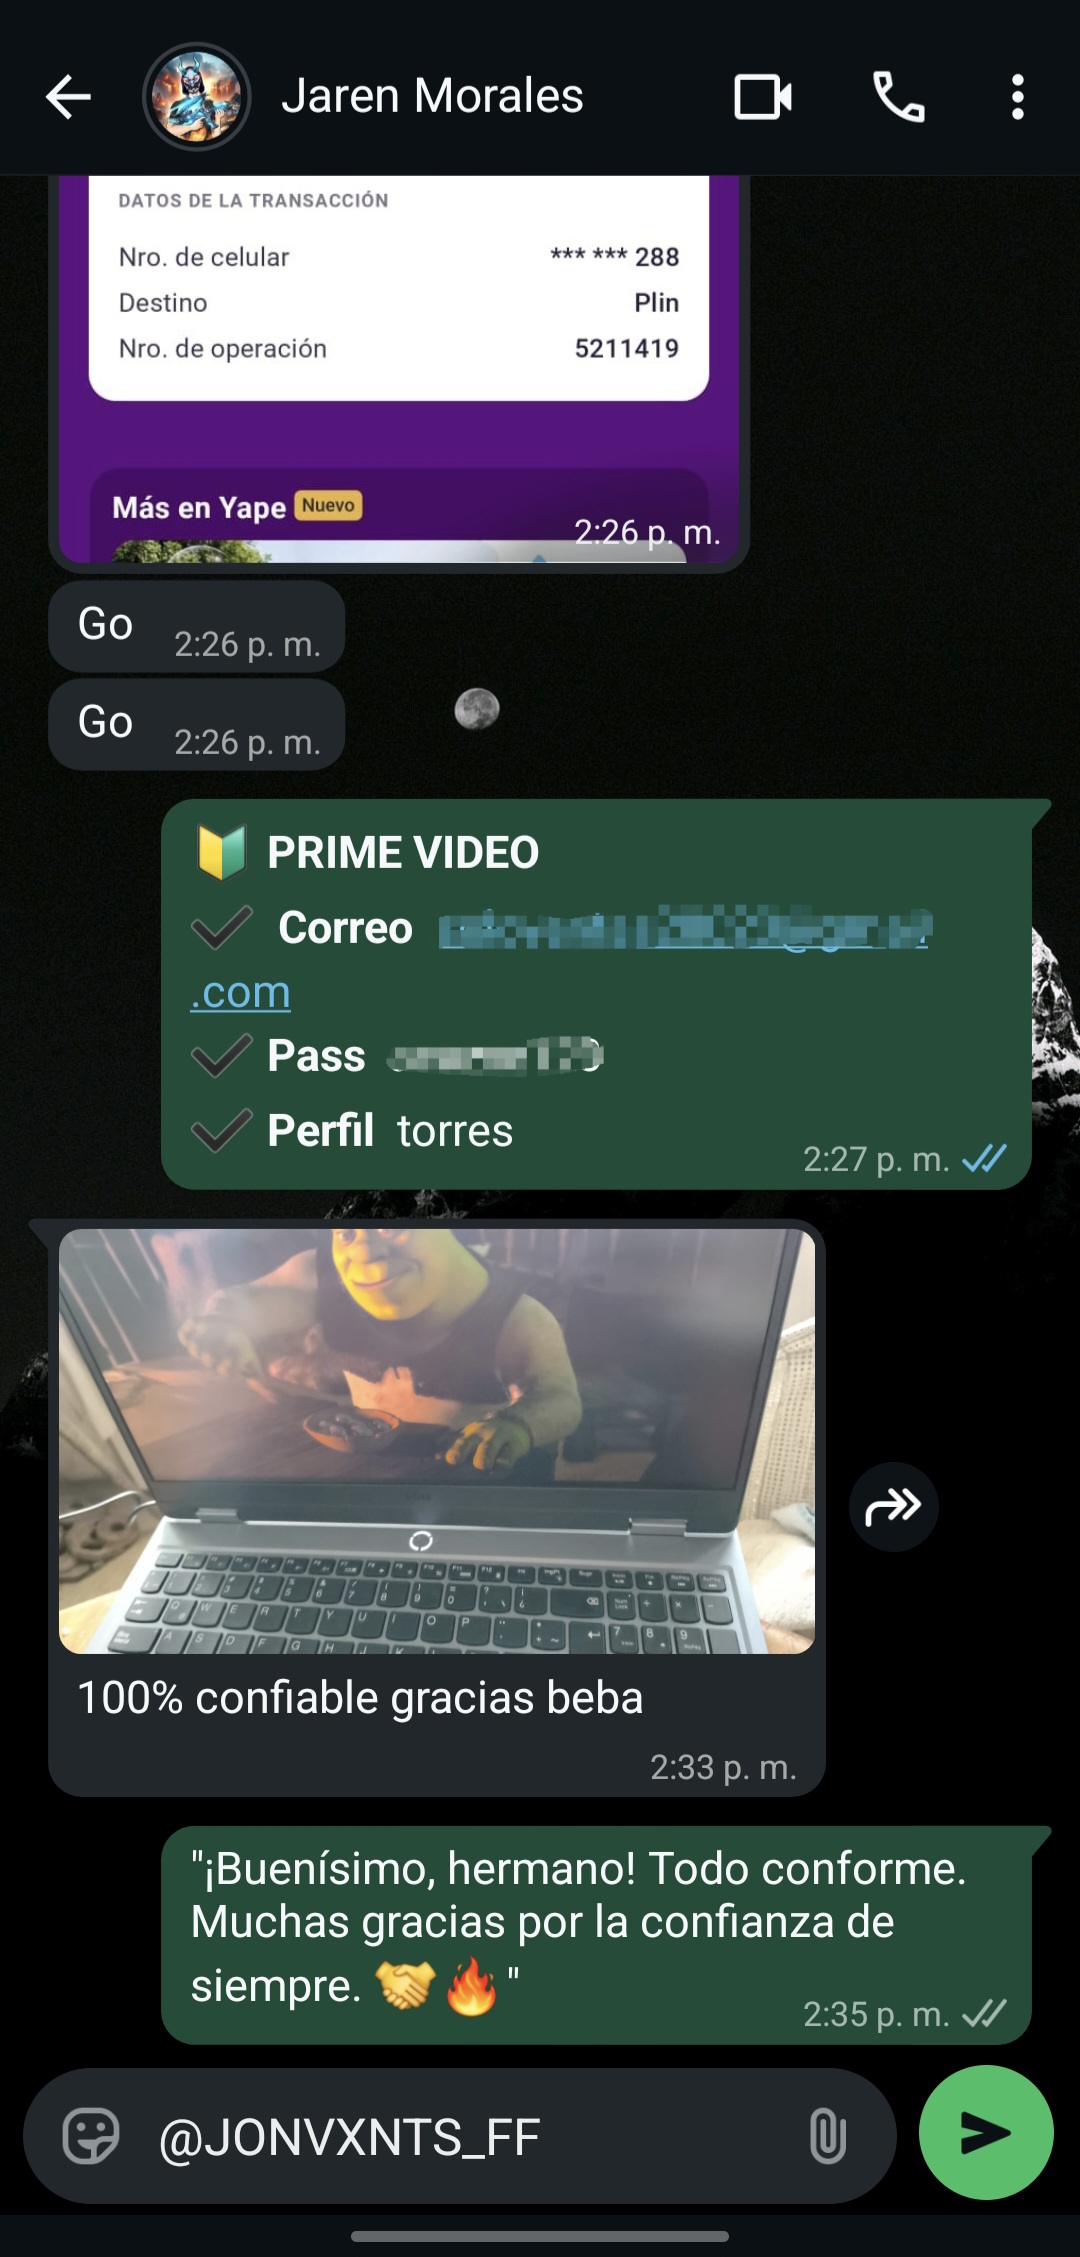 Jaren Morales
DATOS DE LA TRANSACCIÓN
Nro. de celular *** *** 288
Destino Plin
Nro. de operación 5211419
Más en Yape Nuevo
2:26 p. m.
Go 2:26 p. m.
Go 2:26 p. m.
🔰 PRIME VIDEO
✔️ Correo
.com
✔️ Pass
✔️ Perfil torres
2:27 p. m.
100% confiable gracias beba
2:33 p. m.
"¡Buenísimo, hermano! Todo conforme.
Muchas gracias por la confianza de
siempre. 🤝🔥"
2:35 p. m.
@JONVXNTS_FF